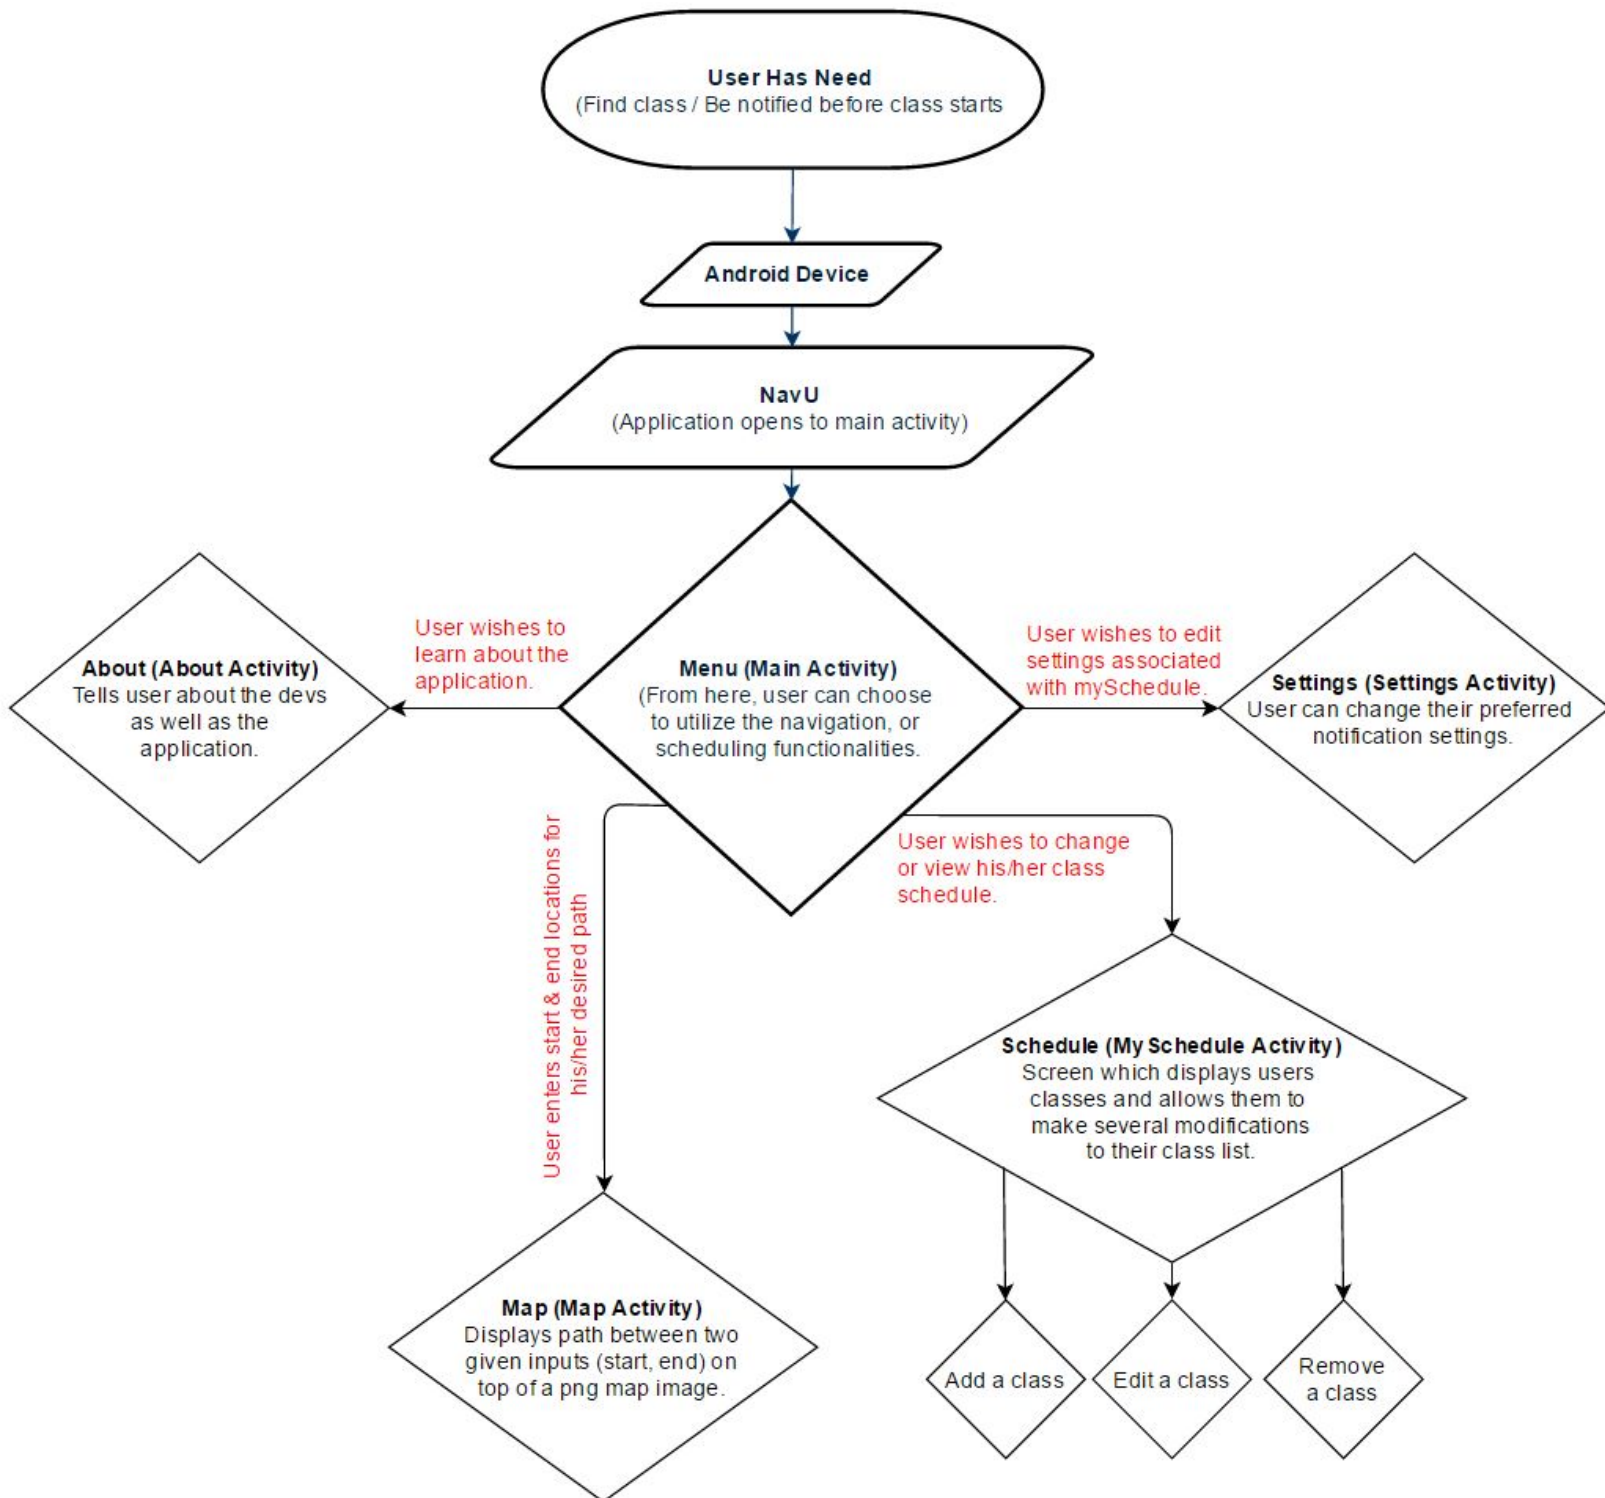 User Has Need
(Find class / Be notified before class starts
Android Device
NavU
(Application opens to main activity)
Menu (Main Activity)
(From here, user can choose
to utilize the navigation, or
scheduling functionalities.
User wishes to
learn about the
application.
About (About Activity)
Tells user about the devs
as well as the
application.
User wishes to edit
settings associated
with mySchedule.
Settings (Settings Activity)
User can change their preferred
notification settings.
User enters start & end locations for
his/her desired path
Map (Map Activity)
Displays path between two
given inputs (start, end) on
top of a png map image.
User wishes to change
or view his/her class
schedule.
Schedule (My Schedule Activity)
Screen which displays users
classes and allows them to
make several modifications
to their class list.
Add a class
Edit a class
Remove
a class